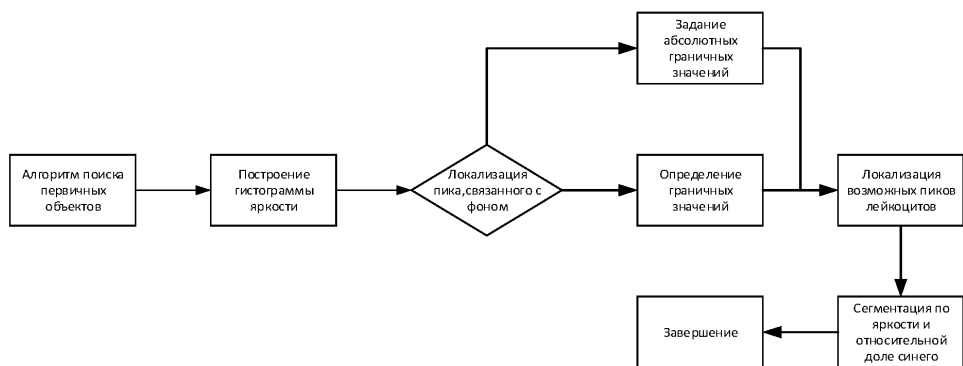 Задание
абсолютных
граничных
значений
Алгоритм поиска
первичных
объектов
Построение
гистограммы
яркости
Локализация
пика,связанного с
фоном
Определение
граничных
значений
Локализация
возможных пиков
лейкоцитов
Завершение
Сегментация по
яркости и
относительной
доле синего